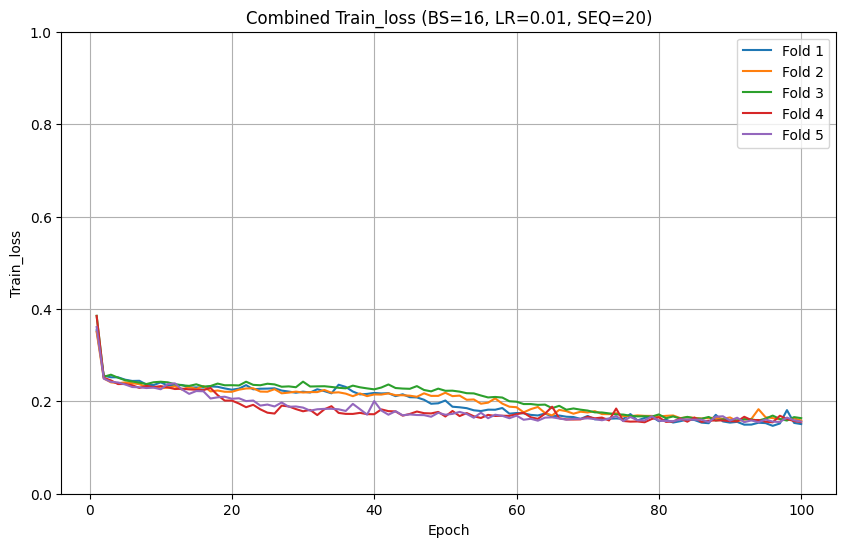 Combined Train_loss (BS=16, LR=0.01, SEQ=20)
1.0
0.8
0.6
0.4
0.2
0.0
Train_loss
Fold 1
Fold 2
Fold 3
Fold 4
Fold 5
0 20 40 60 80 100
Epoch